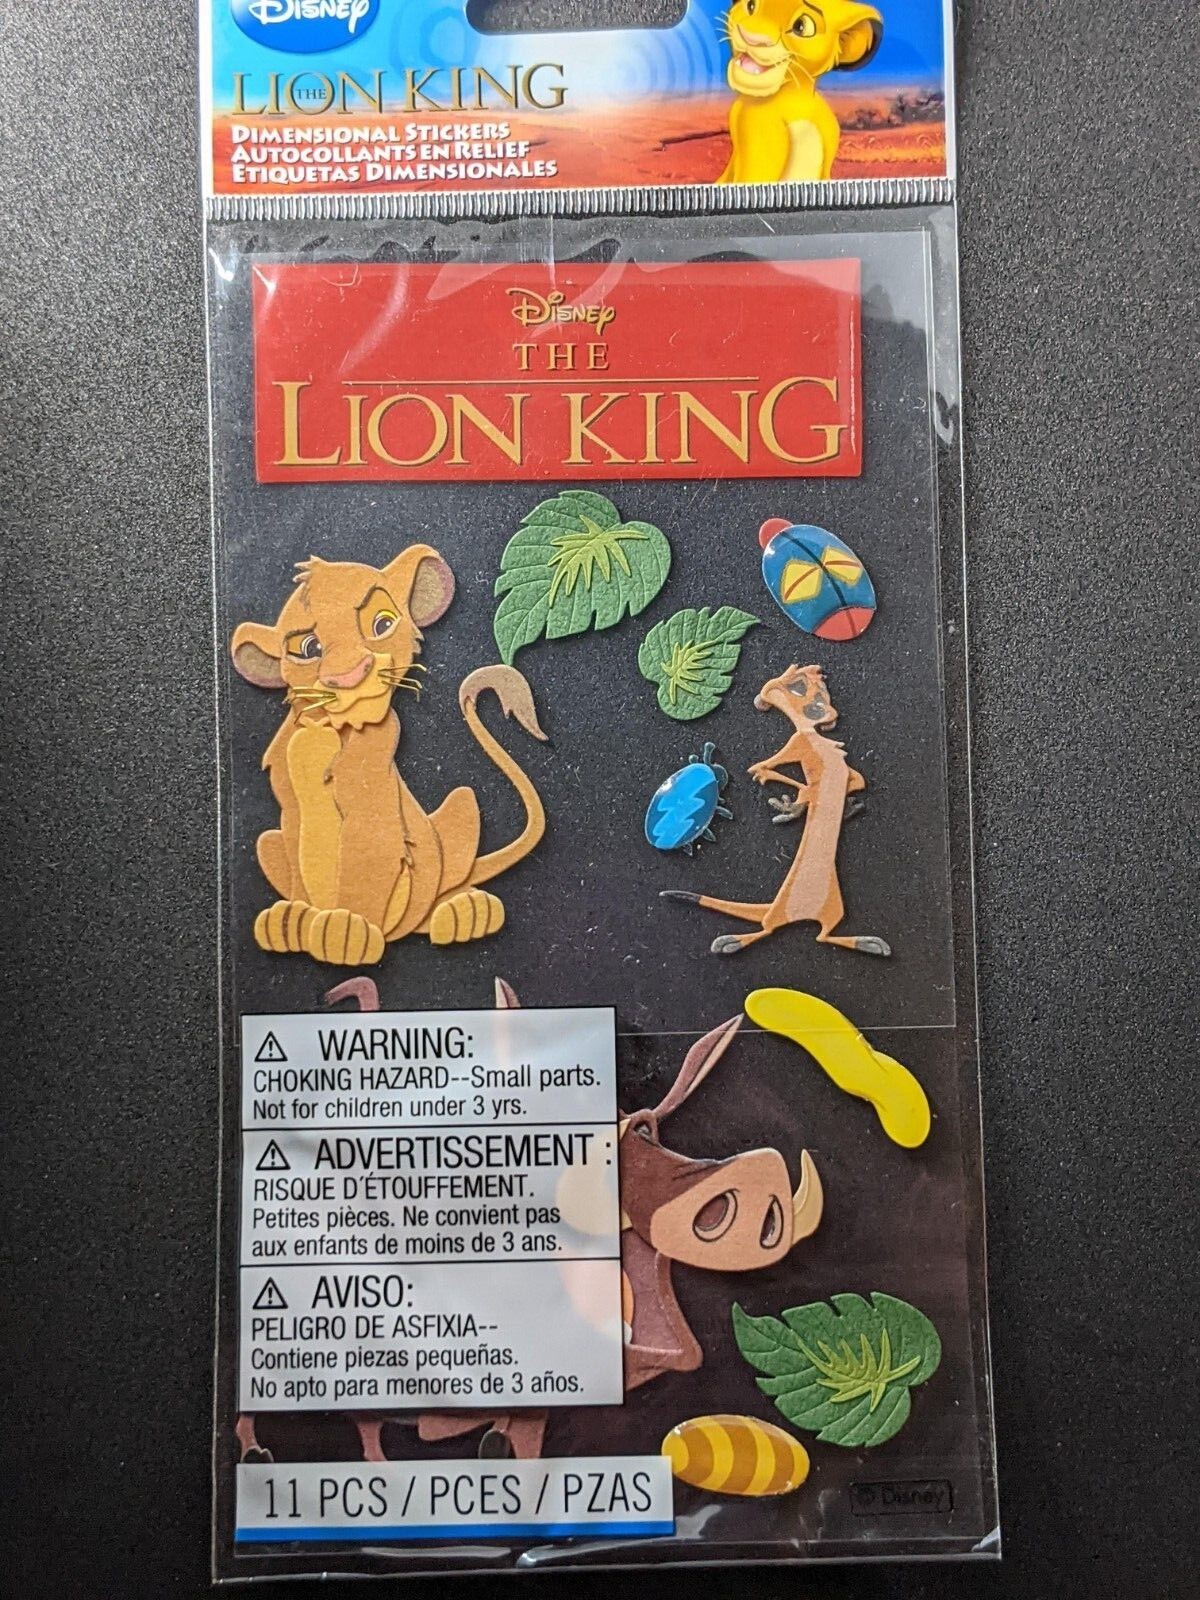 Disney
THE LION KING
DIMENSIONAL STICKERS
AUTOCOLLANTS EN RELIEF
ETIQUETAS DIMENSIONALES
Disney
THE
LION KING
⚠ WARNING:
CHOKING HAZARD--Small parts.
Not for children under 3 yrs.
⚠ ADVERTISSEMENT :
RISQUE D'ÉTOUFFEMENT.
Petites pièces. Ne convient pas
aux enfants de moins de 3 ans.
⚠ AVISO:
PELIGRO DE ASFIXIA--
Contiene piezas pequeñas.
No apto para menores de 3 años.
11 PCS / PCES / PZAS
© Disney